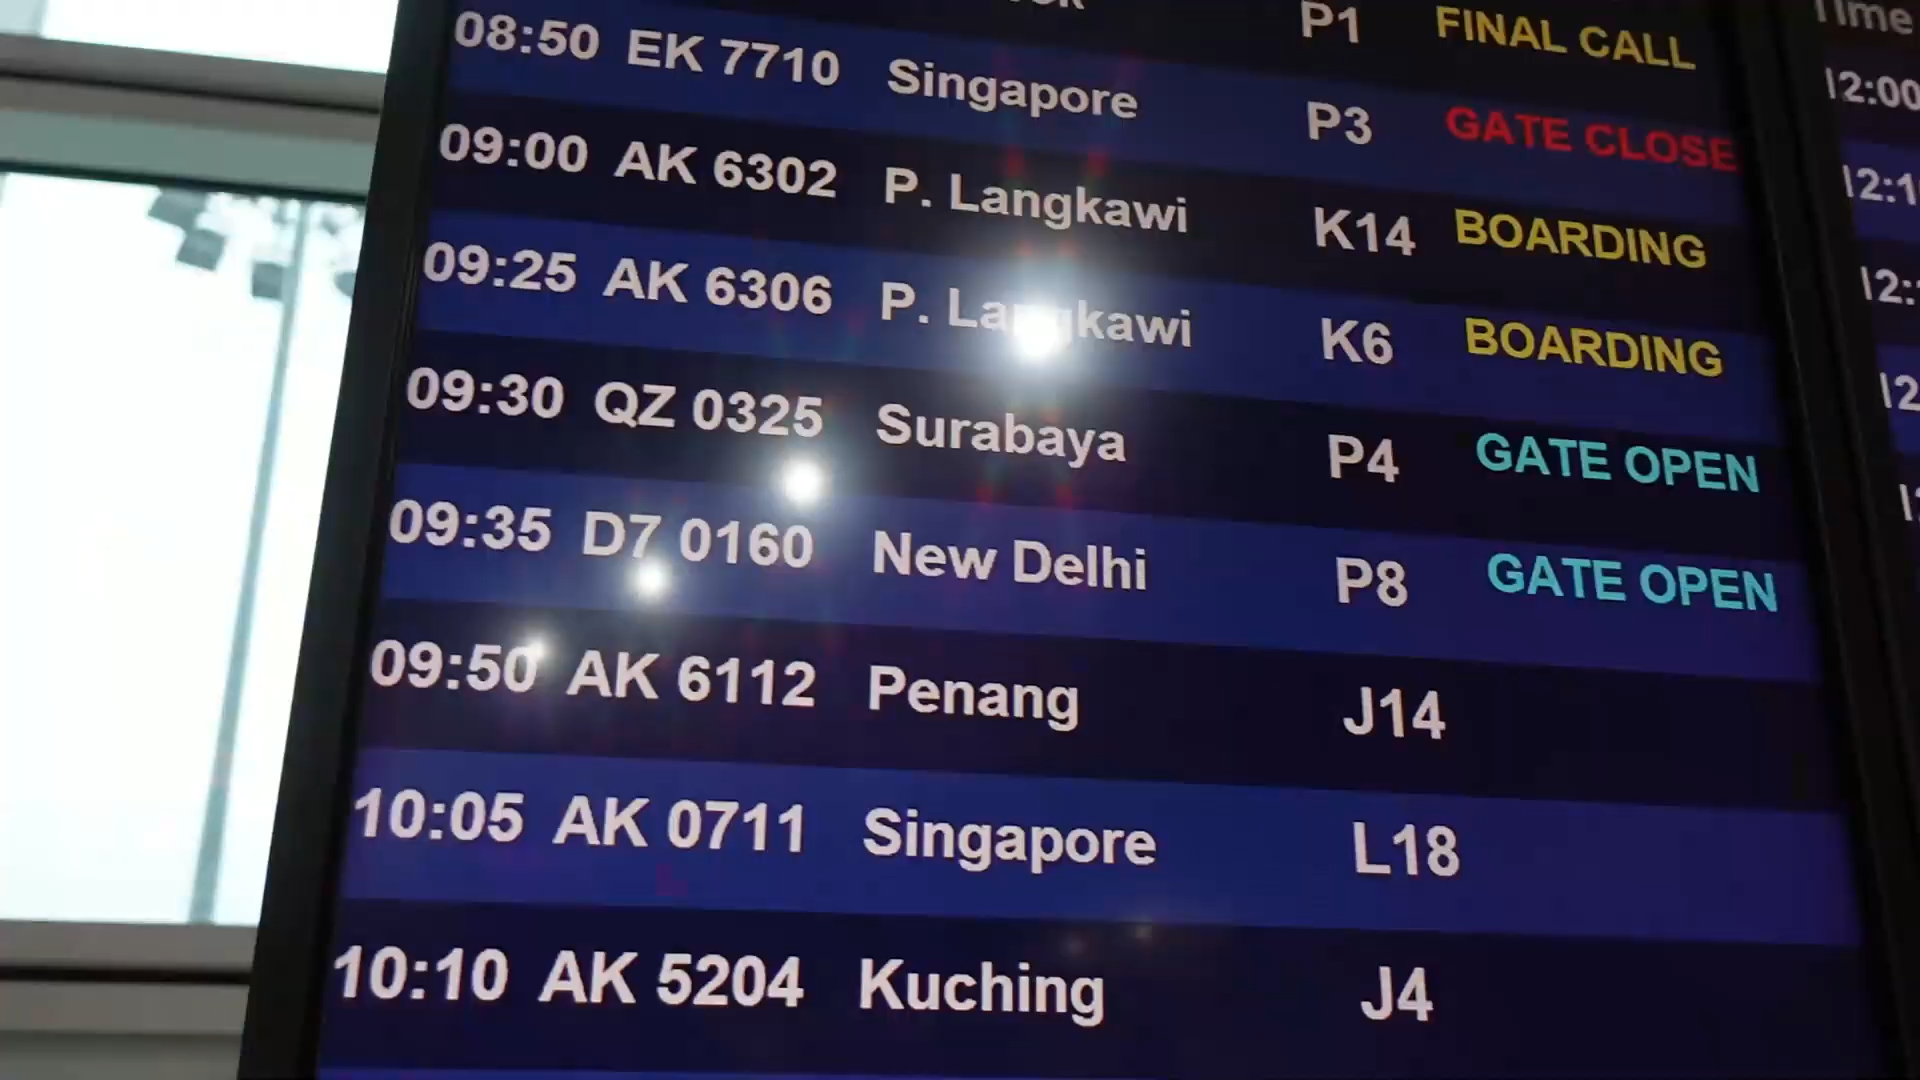 P1 FINAL CALL
08:50 EK 7710 Singapore P3 GATE CLOSE
09:00 AK 6302 P. Langkawi K14 BOARDING
09:25 AK 6306 P. Langkawi K6 BOARDING
09:30 QZ 0325 Surabaya P4 GATE OPEN
09:35 D7 0160 New Delhi P8 GATE OPEN
09:50 AK 6112 Penang J14
10:05 AK 0711 Singapore L18
10:10 AK 5204 Kuching J4
Time
12:00